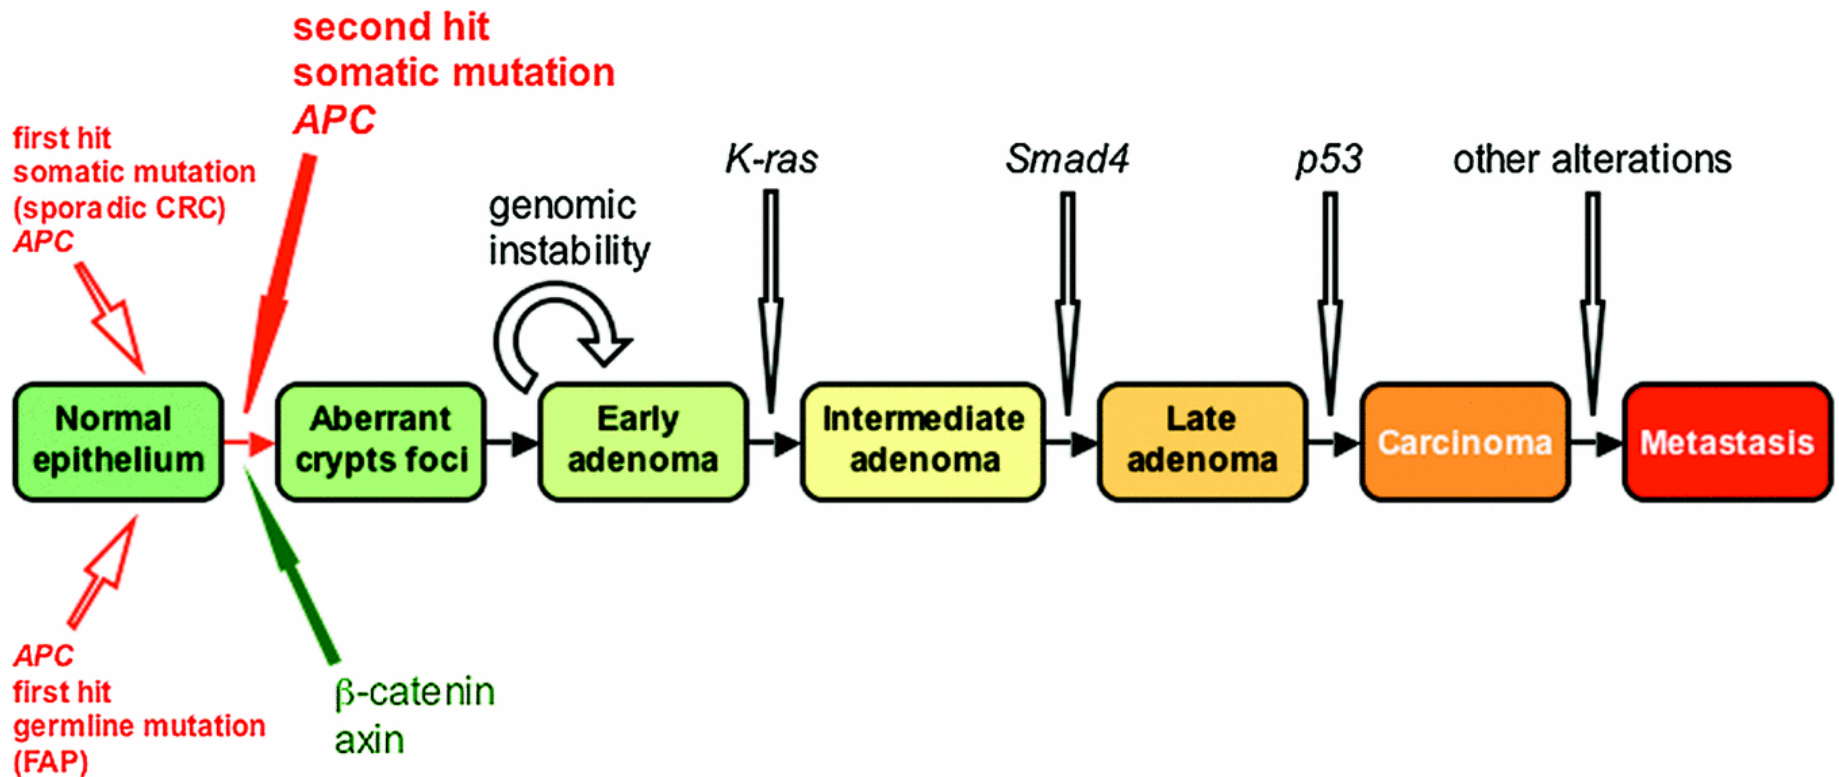 second hit
somatic mutation
APC
first hit
somatic mutation
(sporadic CRC)
APC
genomic
instability
K-ras
Smad4
p53
other alterations
Normal
epithelium
Aberrant
crypts foci
Early
adenoma
Intermediate
adenoma
Late
adenoma
Carcinoma
Metastasis
APC
first hit
germline mutation
(FAP)
β-catenin
axin